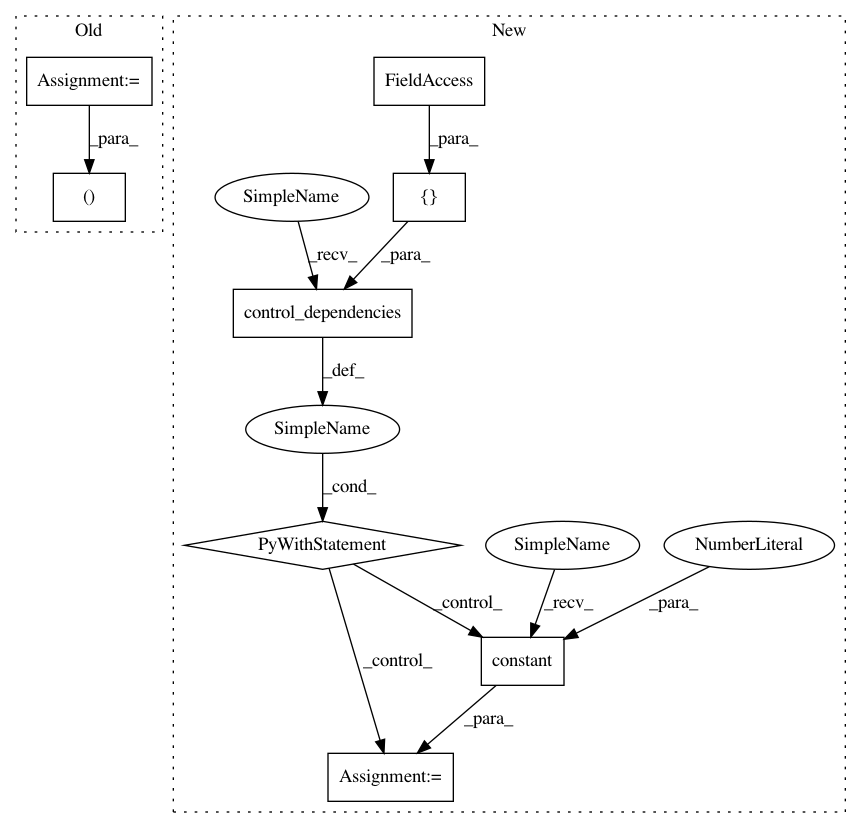 Old
New
Assignment:=
FieldAccess
_para_
_para_
()
SimpleName
{}
_recv_
_para_
control_dependencies
_def_
SimpleName
_cond_
PyWithStatement
SimpleName
NumberLiteral
_control_
_recv_
_para_
_control_
constant
_para_
Assignment:=